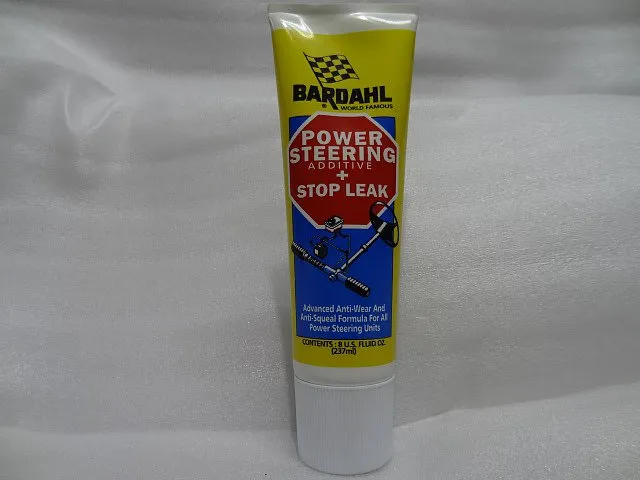 BARDAHL
® WORLD FAMOUS
POWER
STEERING
ADDITIVE
+
STOP LEAK
Advanced Anti-Wear And
Anti-Squeal Formula For All
Power Steering Units
CONTENTS : 8 U.S. FLUID. OZ.
(237ml)